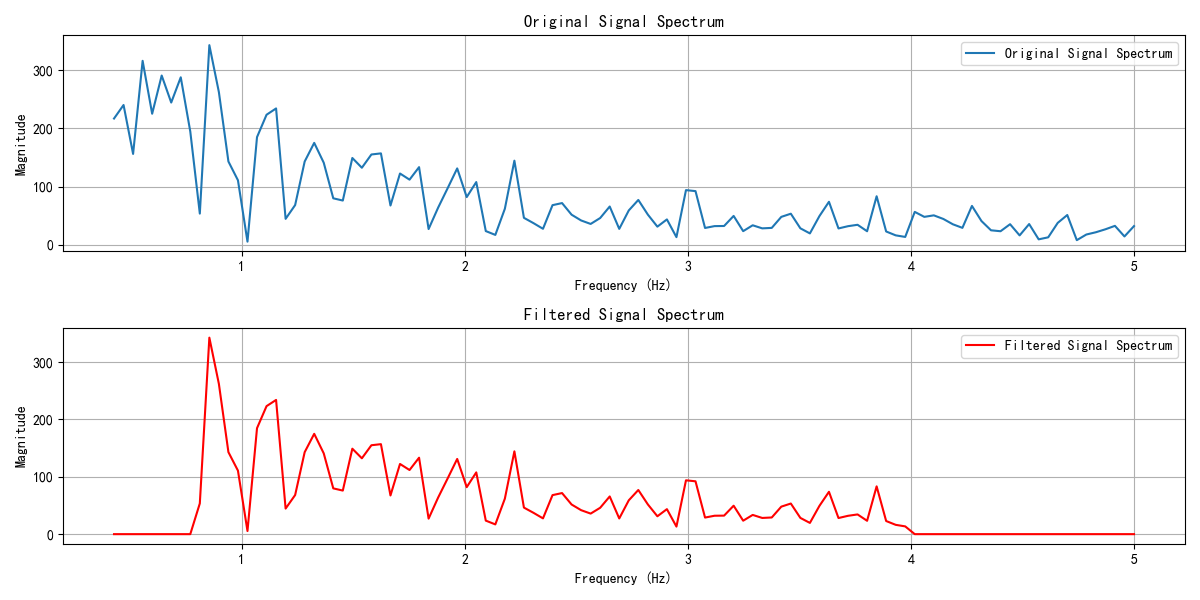 Original Signal Spectrum
Original Signal Spectrum
300
200
100
0
Magnitude
1 2 3 4 5
Frequency (Hz)
Filtered Signal Spectrum
Filtered Signal Spectrum
300
200
100
0
Magnitude
1 2 3 4 5
Frequency (Hz)